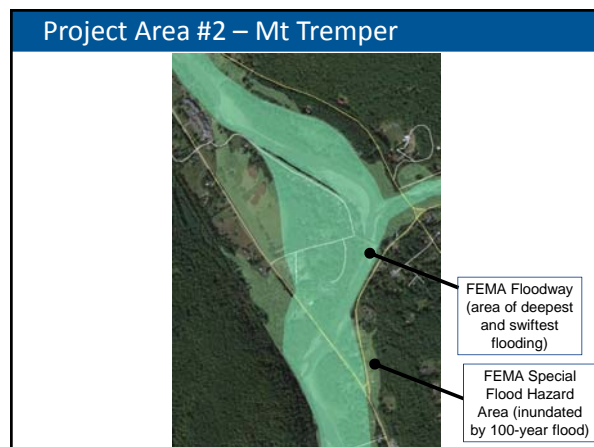 Project Area #2 – Mt Tremper
FEMA Floodway
(area of deepest
and swiftest
flooding)
FEMA Special
Flood Hazard
Area (inundated
by 100-year flood)